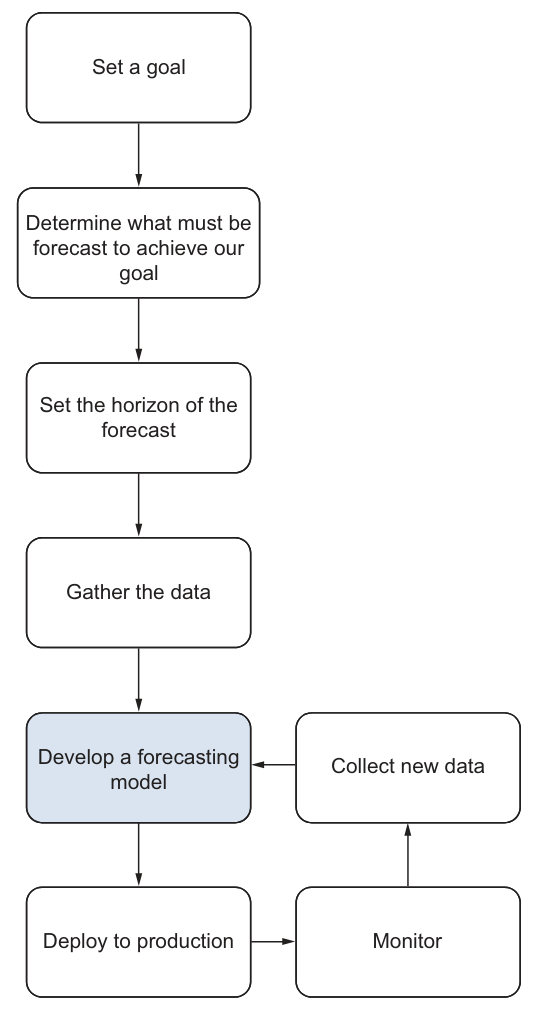 Set a goal
Determine what must be
forecast to achieve our
goal
Set the horizon of the
forecast
Gather the data
Develop a forecasting
model
Collect new data
Deploy to production
Monitor